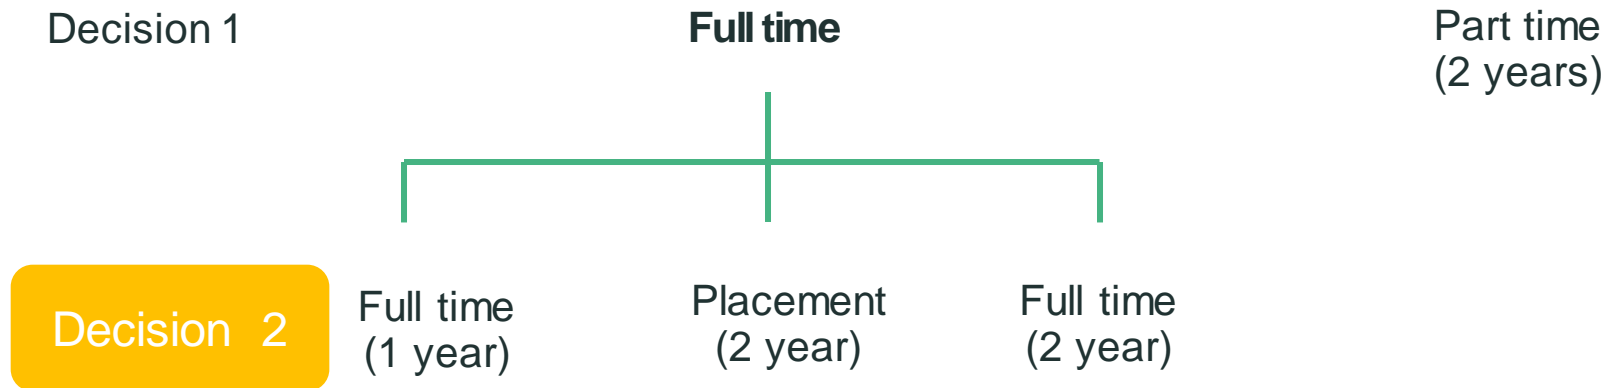 Decision 1
Full time
Part time
(2 years)
Decision 2
Full time
(1 year)
Placement
(2 year)
Full time
(2 year)